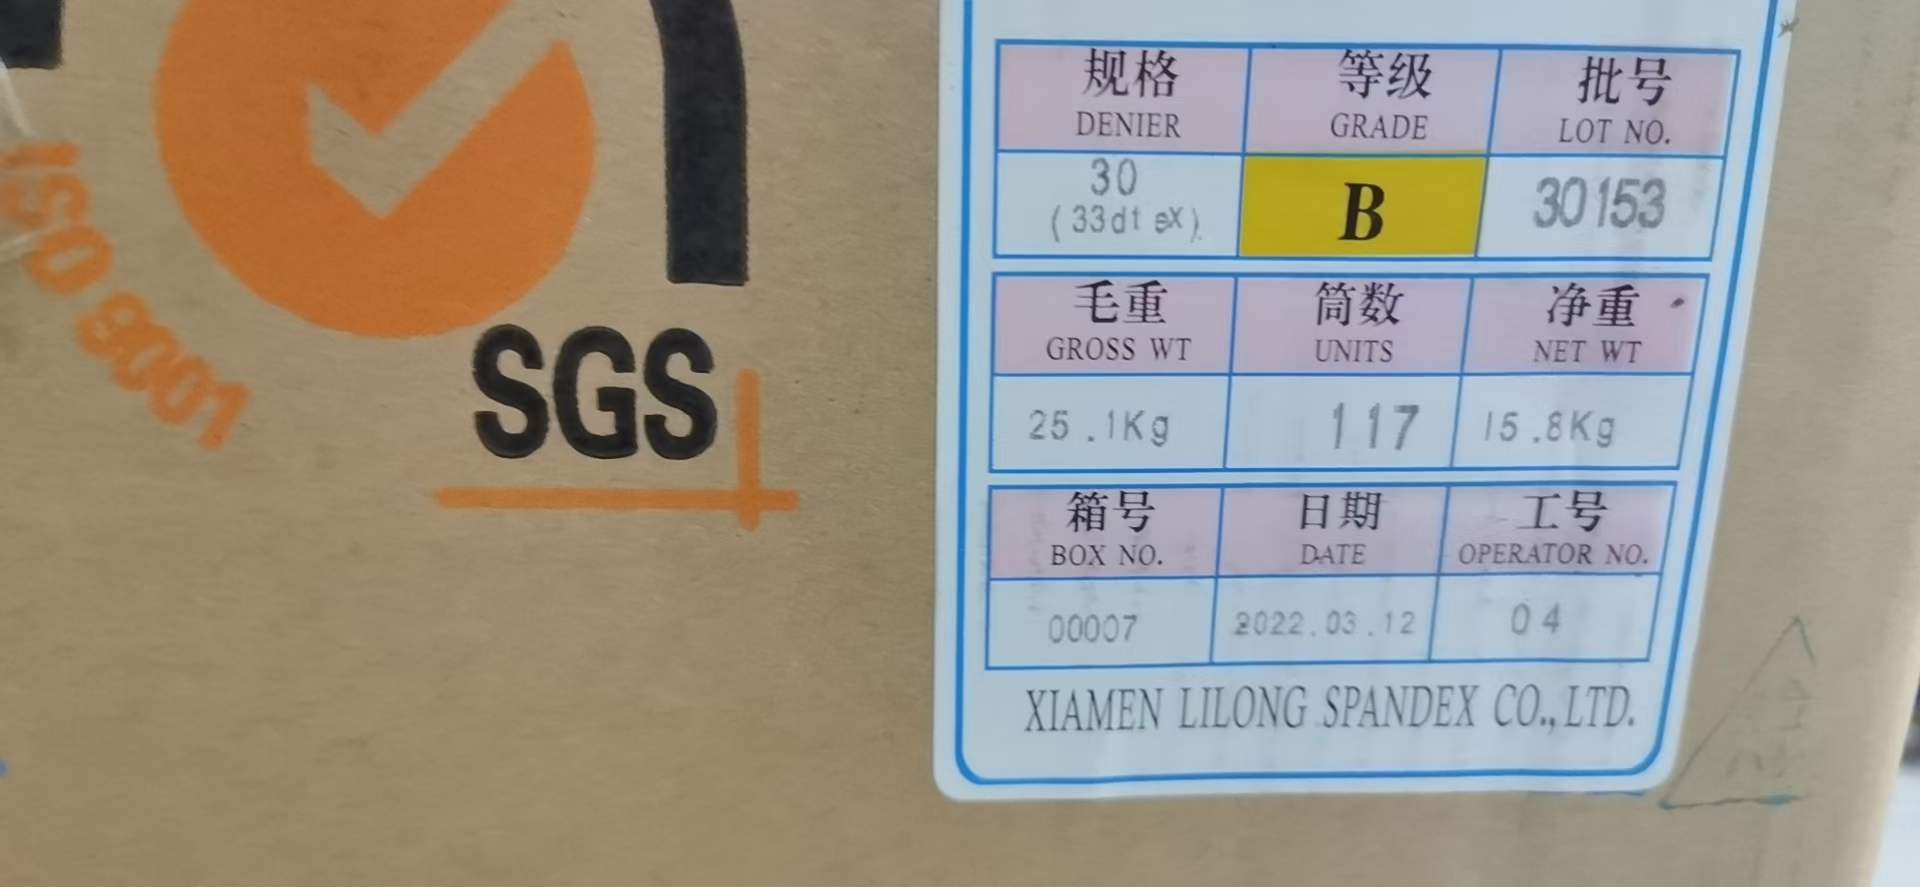 ISO 9001
SGS
规格 等级 批号
DENIER GRADE LOT NO.
30 B 30153
(33dtex)
毛重 筒数 净重
GROSS WT UNITS NET WT
25.1Kg 117 15.8Kg
箱号 日期 工号
BOX NO. DATE OPERATOR NO.
00007 2022.03.12 04
XIAMEN LILONG SPANDEX CO.,LTD.